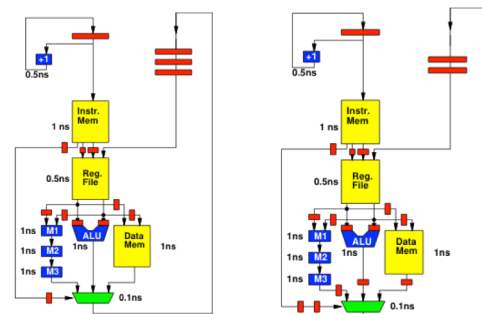 +1
0.5ns
Instr.
Mem
1 ns
Reg.
File
0.5ns
1ns
M1
ALU
Data
Mem
1ns
1ns
M2
1ns
1ns
M3
0.1ns
+1
0.5ns
Instr.
Mem
1 ns
Reg.
File
0.5ns
1ns
M1
ALU
Data
Mem
1ns
1ns
M2
1ns
1ns
M3
0.1ns